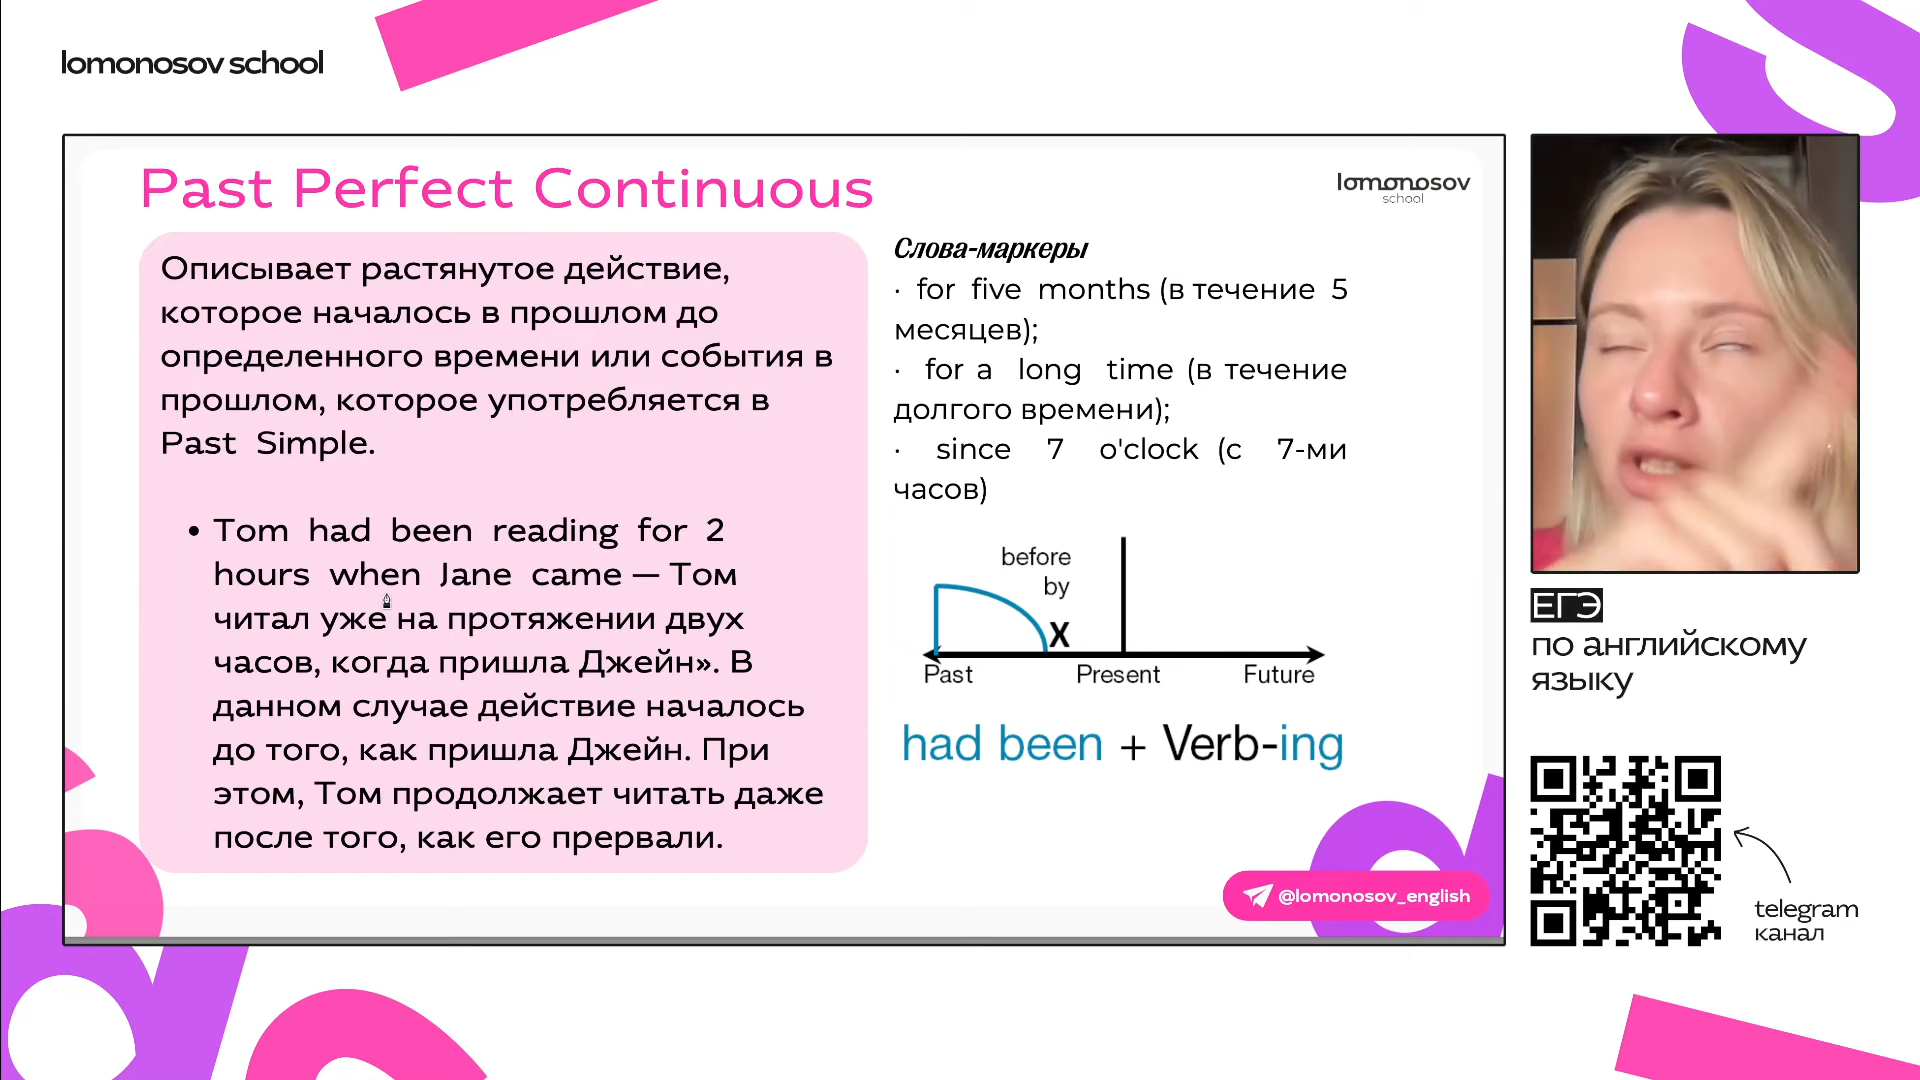 lomonosov school
Past Perfect Continuous
lomonosov
school
Описывает растянутое действие,
которое началось в прошлом до
определенного времени или события в
прошлом, которое употребляется в
Past Simple.
• Tom had been reading for 2
hours when Jane came — Том
читал уже на протяжении двух
часов, когда пришла Джейн». В
данном случае действие началось
до того, как пришла Джейн. При
этом, Том продолжает читать даже
после того, как его прервали.
Слова-маркеры
· for five months (в течение 5
месяцев);
· for a long time (в течение
долгого времени);
· since 7 o'clock (с 7-ми
часов)
before
by
X
Past Present Future
had been + Verb-ing
@lomonosov_english
ЕГЭ
по английскому
языку
telegram
канал